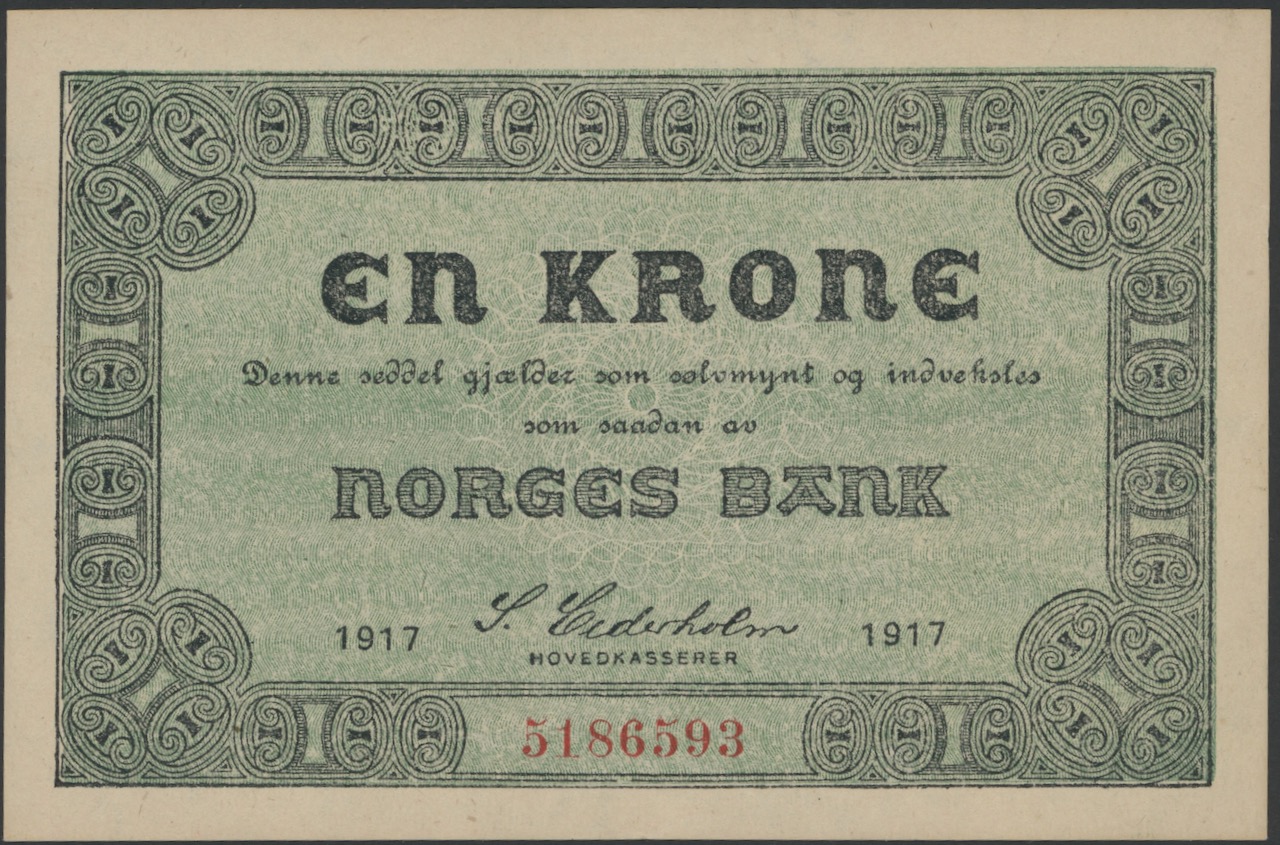 EN KRONE
Denne seddel gjælder som sølvmynt og indveksles
som saadan av
NORGES BANK
1917 S. Cederholm 1917
HOVEDKASSERER
5186593